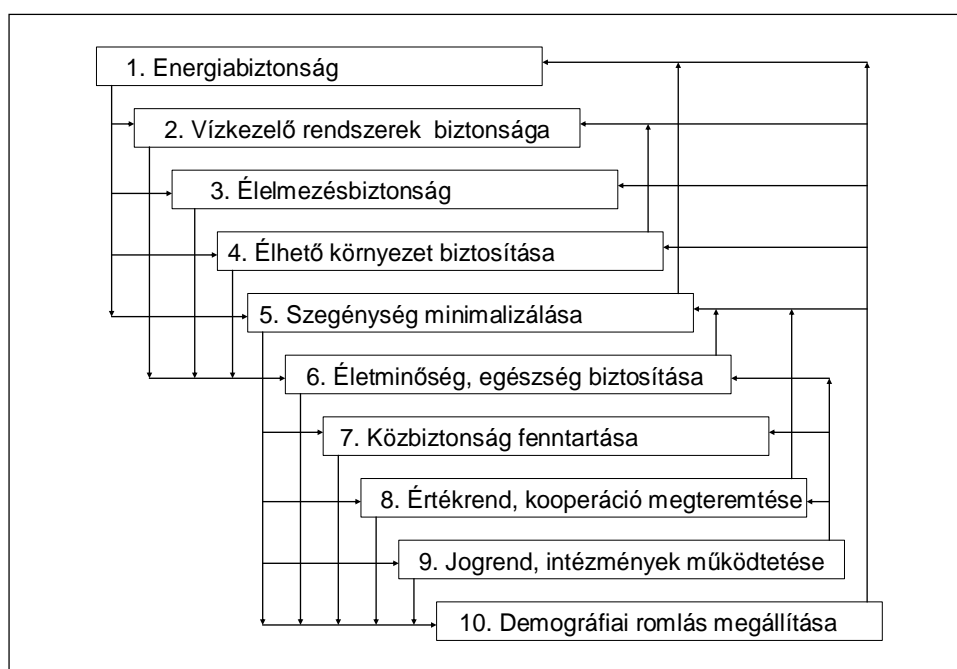 1. Energiabiztonság
2. Vízkezelő rendszerek biztonsága
3. Élelmezésbiztonság
4. Élhető környezet biztosítása
5. Szegénység minimalizálása
6. Életminőség, egészség biztosítása
7. Közbiztonság fenntartása
8. Értékrend, kooperáció megteremtése
9. Jogrend, intézmények működtetése
10. Demográfiai romlás megállítása